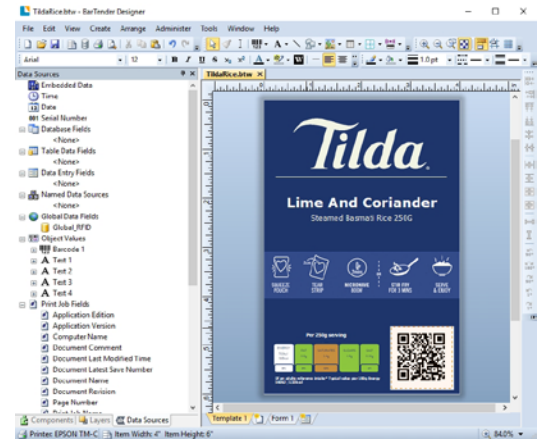 TildaRice.btw - BarTender Designer
File Edit View Create Arrange Administer Tools Window Help
Arial 12 B I U S 1.0pt
Data Sources
TildaRice.btw
Embedded Data
Time
Date
001 Serial Number
Database Fields
<None>
Table Data Fields
<None>
Data Entry Fields
<None>
Named Data Sources
<None>
Global Data Fields
Global_RFID
Object Values
Barcode 1
A Text 1
A Text 2
A Text 3
A Text 4
Print Job Fields
Application Edition
Application Version
Computer Name
Document Comment
Document Last Modified Time
Document Latest Save Number
Document Name
Document Revision
Page Number
Components Layers Data Sources
Tilda
Lime And Coriander
Steamed Basmati Rice 250G
SQUEEZE POUCH
TEAR STRIP
MICROWAVE
OR
STIR FRY FOR 3 MINS
SERVE & ENJOY
Per 250g serving
Template 1 Form 1
Printer: EPSON TM-C Item Width: 4" Item Height: 6" 84.0%